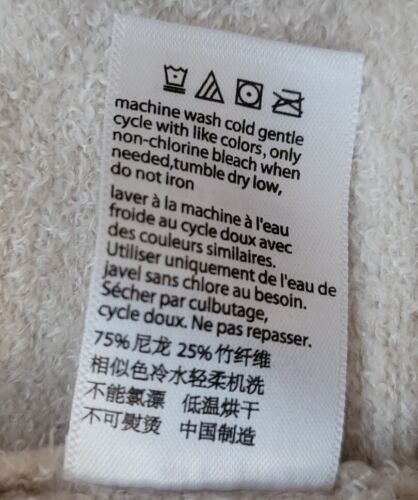 machine wash cold gentle
cycle with like colors, only
non-chlorine bleach when
needed,tumble dry low,
do not iron
laver à la machine à l'eau
froide au cycle doux avec
des couleurs similaires.
Utiliser uniquement de l'eau de
javel sans chlore au besoin.
Sécher par culbutage,
cycle doux. Ne pas repasser.
75% 尼龙 25% 竹纤维
相似色冷水轻柔机洗
不能氯漂 低温烘干
不可熨烫 中国制造